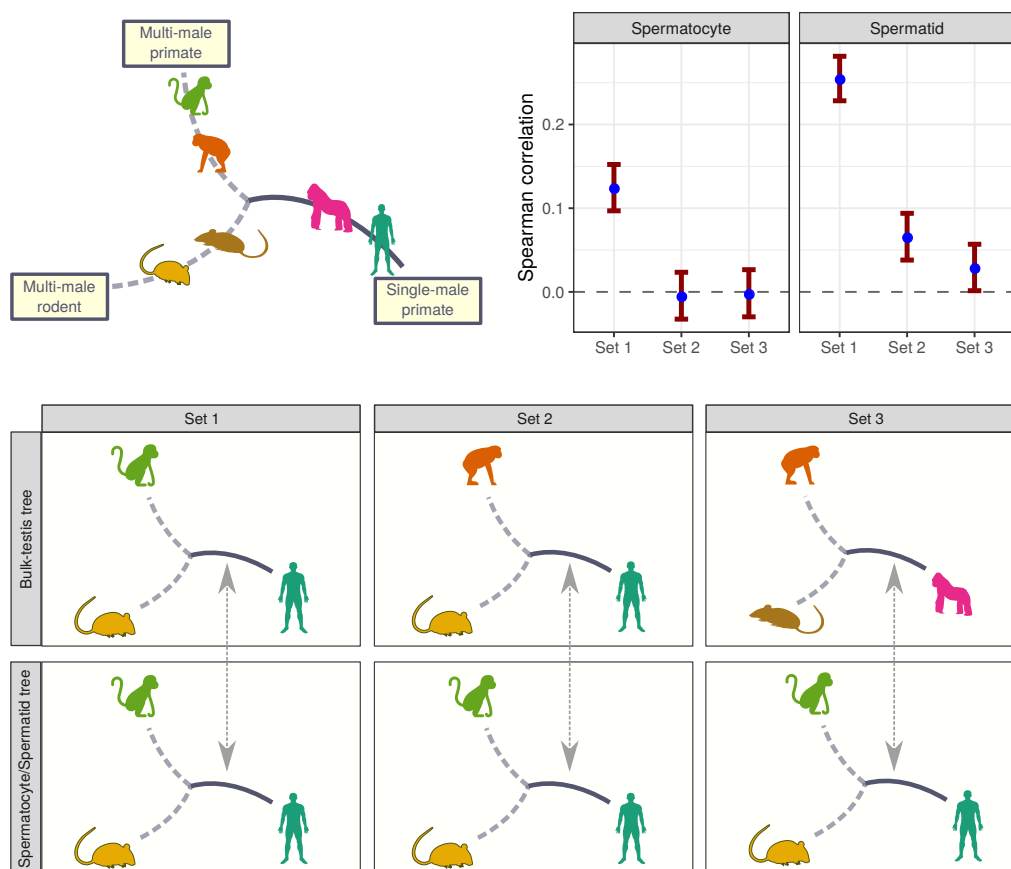 Multi-male
primate
Multi-male
rodent
Single-male
primate
Spermatocyte
Spermatid
Spearman correlation
0.2
0.1
0.0
Set 1
Set 2
Set 3
Set 1
Set 2
Set 3
Set 1
Set 2
Set 3
Bulk-testis tree
Spermatocyte/Spermatid tree